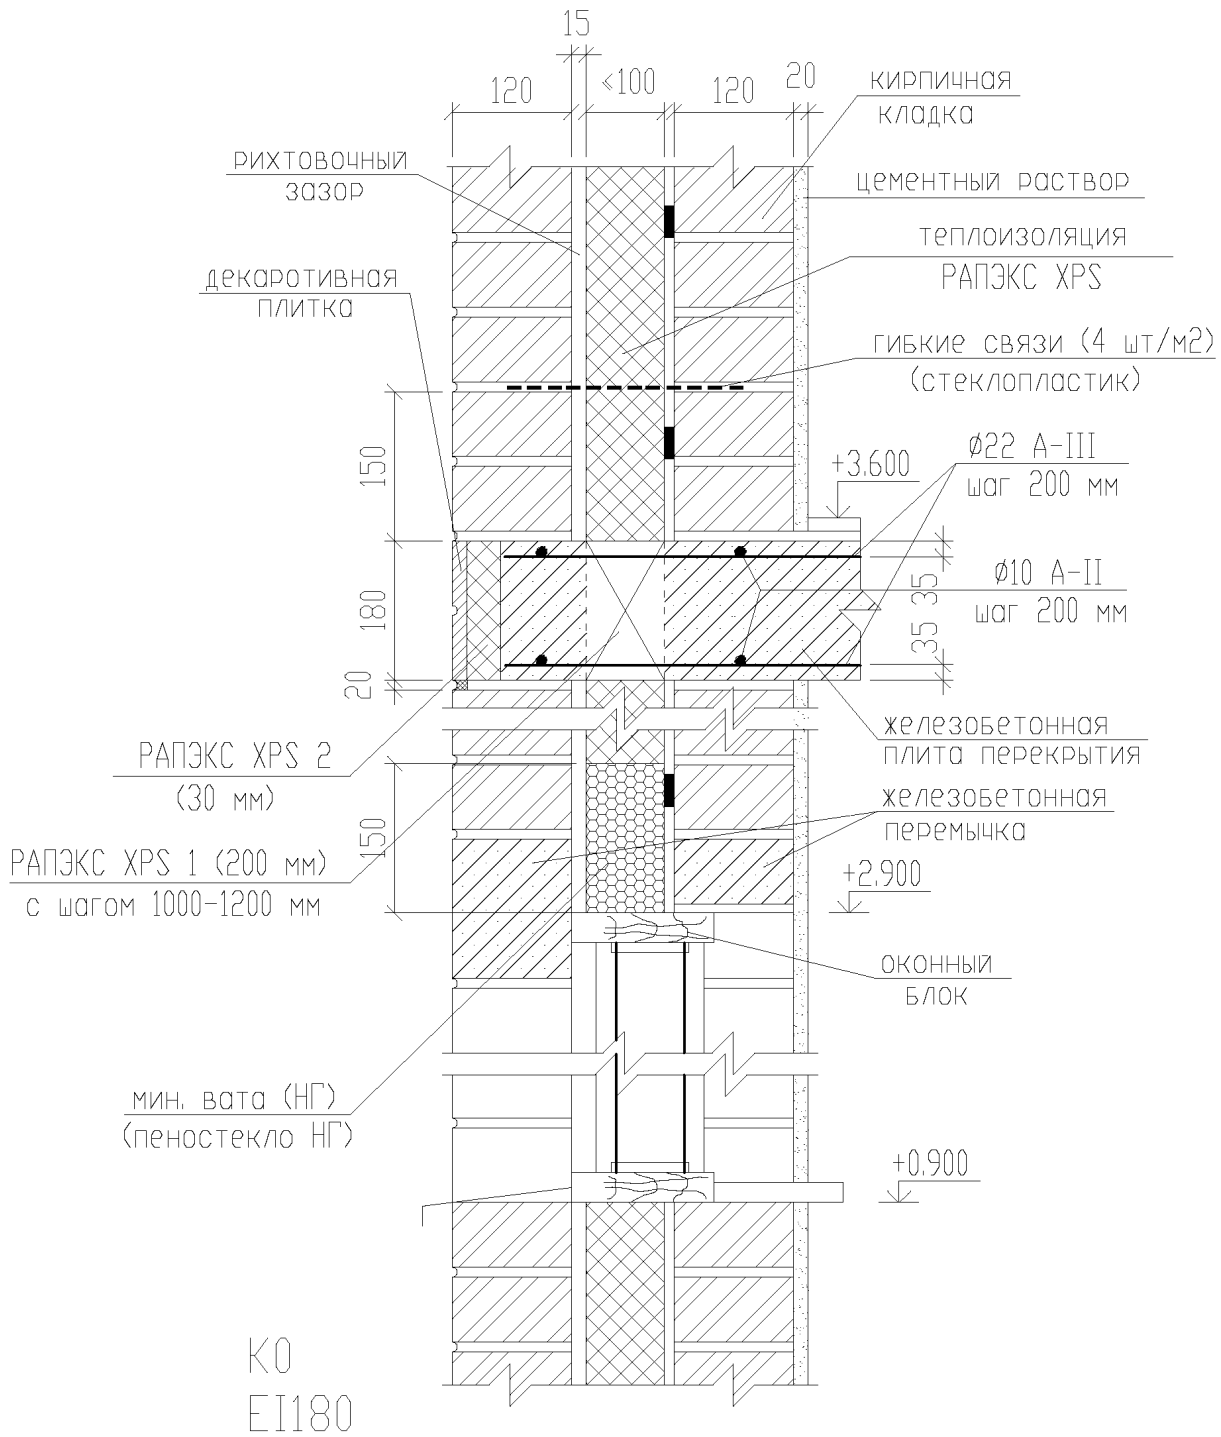 15
120
<100
120
20
кирпичная
кладка
рихтовочный
зазор
цементный раствор
теплоизоляция
РАПЭКС XPS
декаротивная
плитка
гибкие связи (4 шт/м2)
(стеклопластик)
150
Ø22 А-III
шаг 200 мм
+3.600
180
35
35
Ø10 А-II
шаг 200 мм
20
железобетонная
плита перекрытия
РАПЭКС XPS 2
(30 мм)
железобетонная
перемычка
150
РАПЭКС XPS 1 (200 мм)
с шагом 1000-1200 мм
+2.900
оконный
блок
мин. вата (НГ)
(пеностекло НГ)
+0.900
К0
EI180